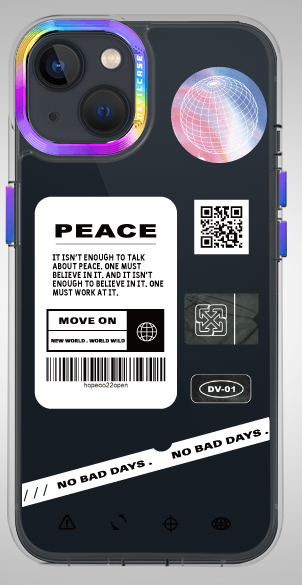 DEVILCASE
PEACE
IT ISN'T ENOUGH TO TALK
ABOUT PEACE. ONE MUST
BELIEVE IN IT. AND IT ISN'T
ENOUGH TO BELIEVE IN IT. ONE
MUST WORK AT IT.
MOVE ON
NEW WORLD . WORLD WILD
hopeao22open
DV-01
/ / / NO BAD DAYS . NO BAD DAYS .